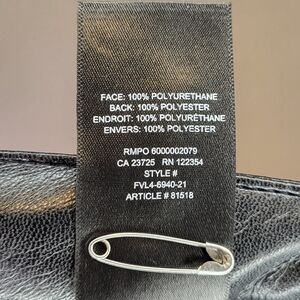 FACE: 100% POLYURETHANE
BACK: 100% POLYESTER
ENDROIT: 100% POLYURÉTHANE
ENVERS: 100% POLYESTER
RMPO 6000002079
CA 23725 RN 122354
STYLE #
FVL4-6940-21
ARTICLE # 81518